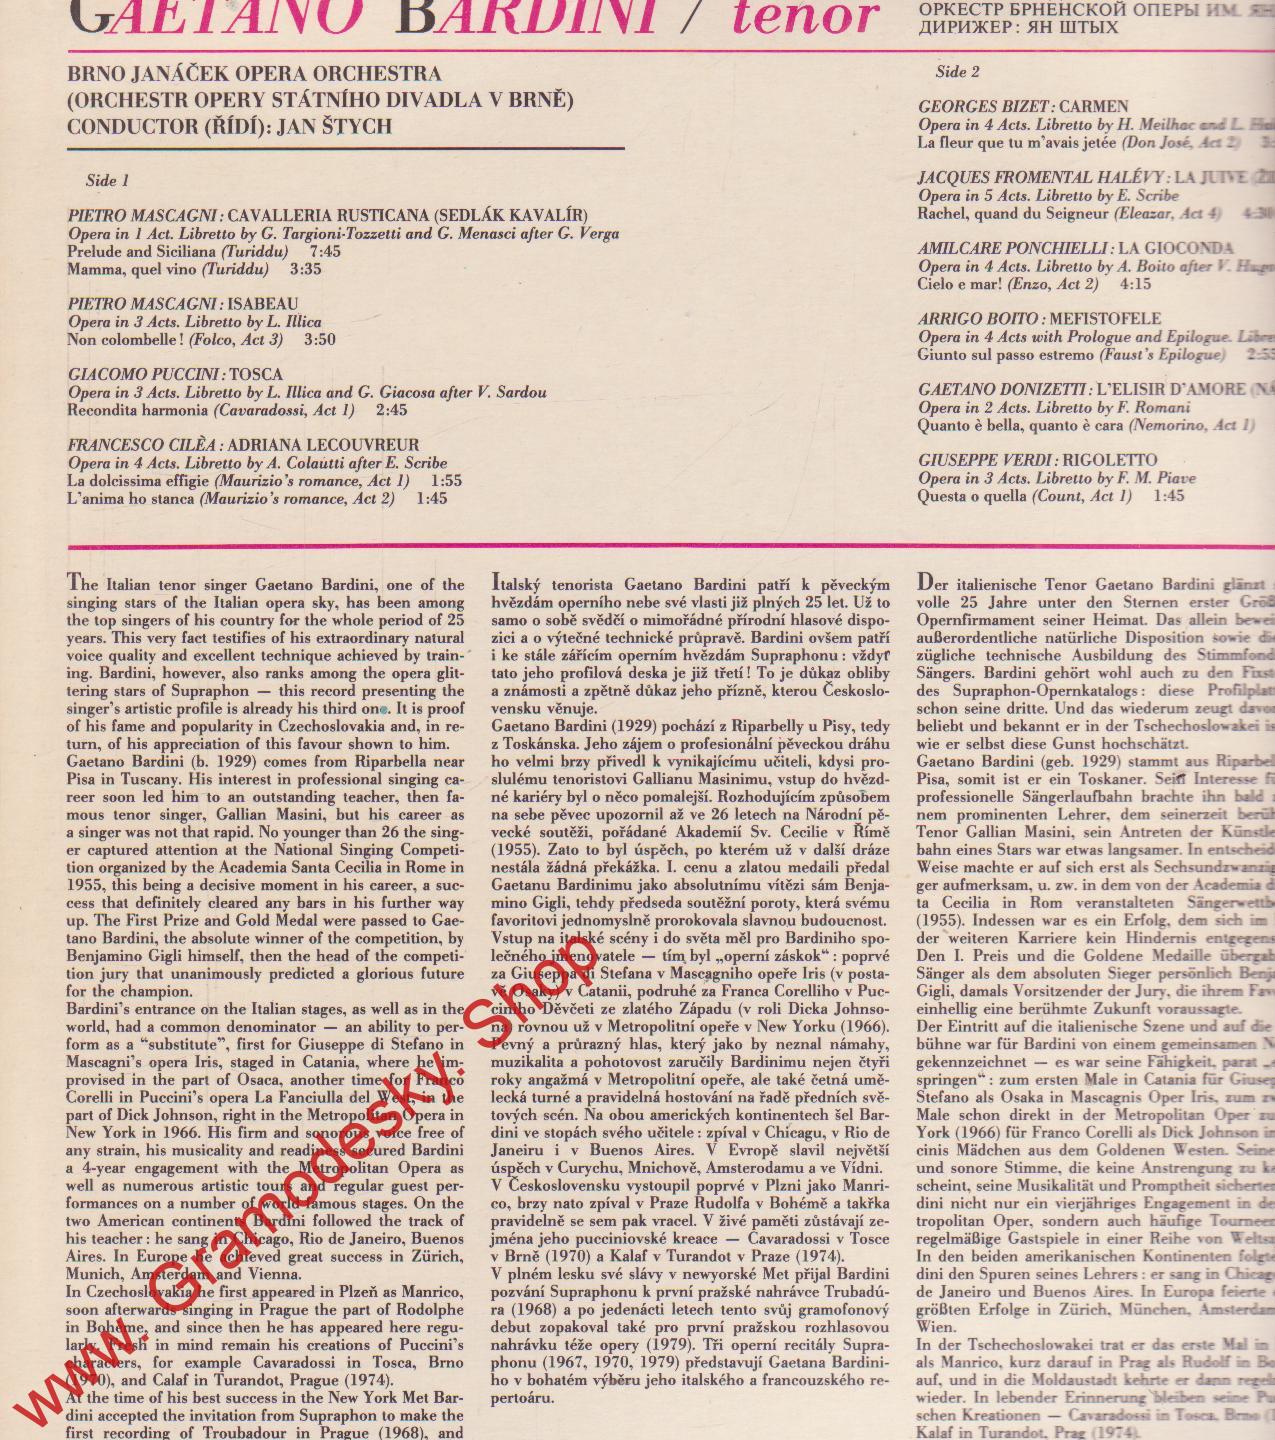 GAETANO BARDINI / tenor
ОРКЕСТР БРНЕНСКОЙ ОПЕРЫ ИМ.
ДИРИЖЕР: ЯН ШТЫХ
BRNO JANÁČEK OPERA ORCHESTRA
(ORCHESTR OPERY STÁTNÍHO DIVADLA V BRNĚ)
CONDUCTOR (ŘÍDÍ): JAN ŠTYCH
Side 1
PIETRO MASCAGNI: CAVALLERIA RUSTICANA (SEDLÁK KAVALÍR)
Opera in 1 Act. Libretto by G. Targioni-Tozzetti and G. Menasci after G. Verga
Prelude and Siciliana (Turiddu) 7:45
Mamma, quel vino (Turiddu) 3:35
PIETRO MASCAGNI: ISABEAU
Opera in 3 Acts. Libretto by L. Illica
Non colombelle! (Folco, Act 3) 3:50
GIACOMO PUCCINI: TOSCA
Opera in 3 Acts. Libretto by L. Illica and G. Giacosa after V. Sardou
Recondita harmonia (Cavaradossi, Act 1) 2:45
FRANCESCO CILÈA: ADRIANA LECOUVREUR
Opera in 4 Acts. Libretto by A. Colautti after E. Scribe
La dolcissima effigie (Maurizio's romance, Act 1) 1:55
L'anima ho stanca (Maurizio's romance, Act 2) 1:45
Side 2
GEORGES BIZET: CARMEN
Opera in 4 Acts. Libretto by H. Meilhac and L.
La fleur que tu m'avais jetée (Don José, Act 2)
JACQUES FROMENTAL HALÉVY: LA JUIVE
Opera in 5 Acts. Libretto by E. Scribe
Rachel, quand du Seigneur (Eleazar, Act 4) 4:30
AMILCARE PONCHIELLI: LA GIOCONDA
Opera in 4 Acts. Libretto by A. Boito after V. Hugo
Cielo e mar! (Enzo, Act 2) 4:15
ARRIGO BOITO: MEFISTOFELE
Opera in 4 Acts with Prologue and Epilogue.
Giunto sul passo estremo (Faust's Epilogue) 2:55
GAETANO DONIZETTI: L'ELISIR D'AMORE
Opera in 2 Acts. Libretto by F. Romani
Quanto è bella, quanto è cara (Nemorino, Act 1)
GIUSEPPE VERDI: RIGOLETTO
Opera in 3 Acts. Libretto by F. M. Piave
Questa o quella (Count, Act 1) 1:45
The Italian tenor singer Gaetano Bardini, one of the
singing stars of the Italian opera sky, has been among
the top singers of his country for the whole period of 25
years. This very fact testifies of his extraordinary natural
voice quality and excellent technique achieved by train-
ing. Bardini, however, also ranks among the opera glit-
tering stars of Supraphon — this record presenting the
singer's artistic profile is already his third one. It is proof
of his fame and popularity in Czechoslovakia and, in re-
turn, of his appreciation of this favour shown to him.
Gaetano Bardini (b. 1929) comes from Riparbella near
Pisa in Tuscany. His interest in professional singing ca-
reer soon led him to an outstanding teacher, then fa-
mous tenor singer, Gallian Masini, but his career as
a singer was not that rapid. No younger than 26 the sing-
er captured attention at the National Singing Competi-
tion organized by the Academia Santa Cecilia in Rome in
1955, this being a decisive moment in his career, a suc-
cess that definitely cleared any bars in his further way
up. The First Prize and Gold Medal were passed to Gae-
tano Bardini, the absolute winner of the competition, by
Benjamino Gigli himself, then the head of the competi-
tion jury that unanimously predicted a glorious future
for the champion.
Bardini's entrance on the Italian stages, as well as in the
world, had a common denominator — an ability to per-
form as a “substitute”, first for Giuseppe di Stefano in
Mascagni's opera Iris, staged in Catania, where he im-
provised in the part of Osaca, another time for Franco
Corelli in Puccini's opera La Fanciulla del West, in the
part of Dick Johnson, right in the Metropolitan Opera in
New York in 1966. His firm and sonorous voice free of
any strain, his musicality and readiness secured Bardini
a 4-year engagement with the Metropolitan Opera as
well as numerous artistic tours and regular guest per-
formances on a number of world famous stages. On the
two American continents Bardini followed the track of
his teacher: he sang in Chicago, Rio de Janeiro, Buenos
Aires. In Europe he achieved great success in Zürich,
Munich, Amsterdam and Vienna.
In Czechoslovakia he first appeared in Plzeň as Manrico,
soon afterwards singing in Prague the part of Rodolphe
in Bohème, and since then he has appeared here regu-
larly. Fresh in mind remain his creations of Puccini's
characters, for example Cavaradossi in Tosca, Brno
(1970), and Calaf in Turandot, Prague (1974).
At the time of his best success in the New York Met Bar-
dini accepted the invitation from Supraphon to make the
first recording of Troubadour in Prague (1968), and
Italský tenorista Gaetano Bardini patří k pěveckým
hvězdám operního nebe své vlasti již plných 25 let. Už to
samo o sobě svědčí o mimořádné přírodní hlasové dispo-
zici a o výtečné technické průpravě. Bardini ovšem patří
i ke stále zářícím operním hvězdám Supraphonu: vždyť
tato jeho profilová deska je již třetí! To je důkaz obliby
a známosti a zpětně důkaz jeho přízně, kterou Českoslo-
vensku věnuje.
Gaetano Bardini (1929) pochází z Riparbelly u Pisy, tedy
z Toskánska. Jeho zájem o profesionální pěveckou dráhu
ho velmi brzy přivedl k vynikajícímu učiteli, kdysi pro-
slulému tenoristovi Gallianu Masinimu, vstup do hvězd-
né kariéry byl o něco pomalejší. Rozhodujícím způsobem
na sebe pěvec upozornil až ve 26 letech na Národní pě-
vecké soutěži, pořádané Akademií Sv. Cecilie v Římě
(1955). Zato to byl úspěch, po kterém už v další dráze
nestála žádná překážka. I. cenu a zlatou medaili předal
Gaetanu Bardinimu jako absolutnímu vítězi sám Benja-
mino Gigli, tehdy předseda soutěžní poroty, která svému
favoritovi jednomyslně prorokovala slavnou budoucnost.
Vstup na italské scény i do světa měl pro Bardiniho spo-
lečného jmenovatele — tím byl „operní záskok“: poprvé
za Giuseppa di Stefana v Mascagniho opeře Iris (v posta-
vě Osaky) v Catanii, podruhé za Franca Corelliho v Puc-
ciniho Děvčeti ze zlatého Západu (v roli Dicka Johnso-
na) rovnou už v Metropolitní opeře v New Yorku (1966).
Pevný a průrazný hlas, který jako by neznal námahy,
muzikalita a pohotovost zaručily Bardinimu nejen čtyři
roky angažmá v Metropolitní opeře, ale také četná umě-
lecká turné a pravidelná hostování na řadě předních svě-
tových scén. Na obou amerických kontinentech šel Bar-
dini ve stopách svého učitele: zpíval v Chicagu, v Rio de
Janeiru i v Buenos Aires. V Evropě slavil největší
úspěch v Curychu, Mnichově, Amsterodamu a ve Vídni.
V Československu vystoupil poprvé v Plzni jako Manri-
co, brzy nato zpíval v Praze Rudolfa v Bohémě a takřka
pravidelně se sem pak vracel. V živé paměti zůstávají ze-
jména jeho pucciniovské kreace — Cavaradossi v Tosce
v Brně (1970) a Kalaf v Turandot v Praze (1974).
V plném lesku své slávy v newyorské Met přijal Bardini
pozvání Supraphonu k první pražské nahrávce Trubadú-
ra (1968) a po jedenácti letech tento svůj gramofonový
debut zopakoval také pro první pražskou rozhlasovou
nahrávku téže opery (1979). Tři operní recitály Supra-
phonu (1967, 1970, 1979) představují Gaetana Bardini-
ho v bohatém výběru jeho italského a francouzského re-
pertoáru.
Der italienische Tenor Gaetano Bardini glänzt
volle 25 Jahre unter den Sternen erster
Opernfirmament seiner Heimat. Das allein
außerordentliche natürliche Disposition sowie
zügliche technische Ausbildung des
Sängers. Bardini gehört wohl auch zu den
des Supraphon-Opernkatalogs: diese
schon seine dritte. Und das wiederum zeugt
beliebt und bekannt er in der Tschechoslowakei
wie er selbst diese Gunst hochschätzt.
Gaetano Bardini (geb. 1929) stammt aus
Pisa, somit ist er ein Toskaner. Sein Interesse
professionelle Sängerlaufbahn brachte ihn bald
nem prominenten Lehrer, dem seinerzeit
Tenor Gallian Masini, sein Antreten der
bahn eines Stars war etwas langsamer. In
Weise machte er auf sich erst als
ger aufmerksam, u. zw. in dem von der Academia
ta Cecilia in Rom veranstalteten
(1955). Indessen war es ein Erfolg, dem sich im
der weiteren Karriere kein Hindernis
Den I. Preis und die Goldene Medaille
Sänger als dem absoluten Sieger persönlich
Gigli, damals Vorsitzender der Jury, die ihrem
einhellig eine berühmte Zukunft voraussagte.
Der Eintritt auf die italienische Szene und auf die
bühne war für Bardini von einem gemeinsamen
gekennzeichnet — es war seine Fähigkeit, parat
springen“: zum ersten Male in Catania für
Stefano als Osaka in Mascagnis Oper Iris, zum
Male schon direkt in der Metropolitan Oper
York (1966) für Franco Corelli als Dick Johnson
cinis Mädchen aus dem Goldenen Westen. Seine
und sonore Stimme, die keine Anstrengung zu
scheint, seine Musikalität und Promptheit sicherten
dini nicht nur ein vierjähriges Engagement in
tropolitan Oper, sondern auch häufige
regelmäßige Gastspiele in einer Reihe von
In den beiden amerikanischen Kontinenten
dini den Spuren seines Lehrers: er sang in
de Janeiro und Buenos Aires. In Europa feierte
größten Erfolge in Zürich, München,
Wien.
In der Tschechoslowakei trat er das erste Mal in
als Manrico, kurz darauf in Prag als Rudolf in
auf, und in die Moldaustadt kehrte er dann
wieder. In lebender Erinnerung bleiben seine
schen Kreationen — Cavaradossi in Tosca, Brno
Kalaf in Turandot, Prag (1974).
www.Gramodesky.Shop